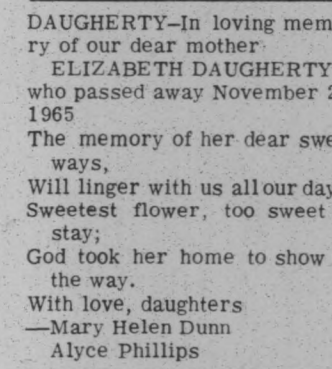 DAUGHERTY—In loving mem
ry of our dear mother
ELIZABETH DAUGHERTY
who passed away November 2
1965
The memory of her dear swe
ways,
Will linger with us all our day
Sweetest flower, too sweet
stay;
God took her home to show
the way.
With love, daughters
—Mary Helen Dunn
Alyce Phillips